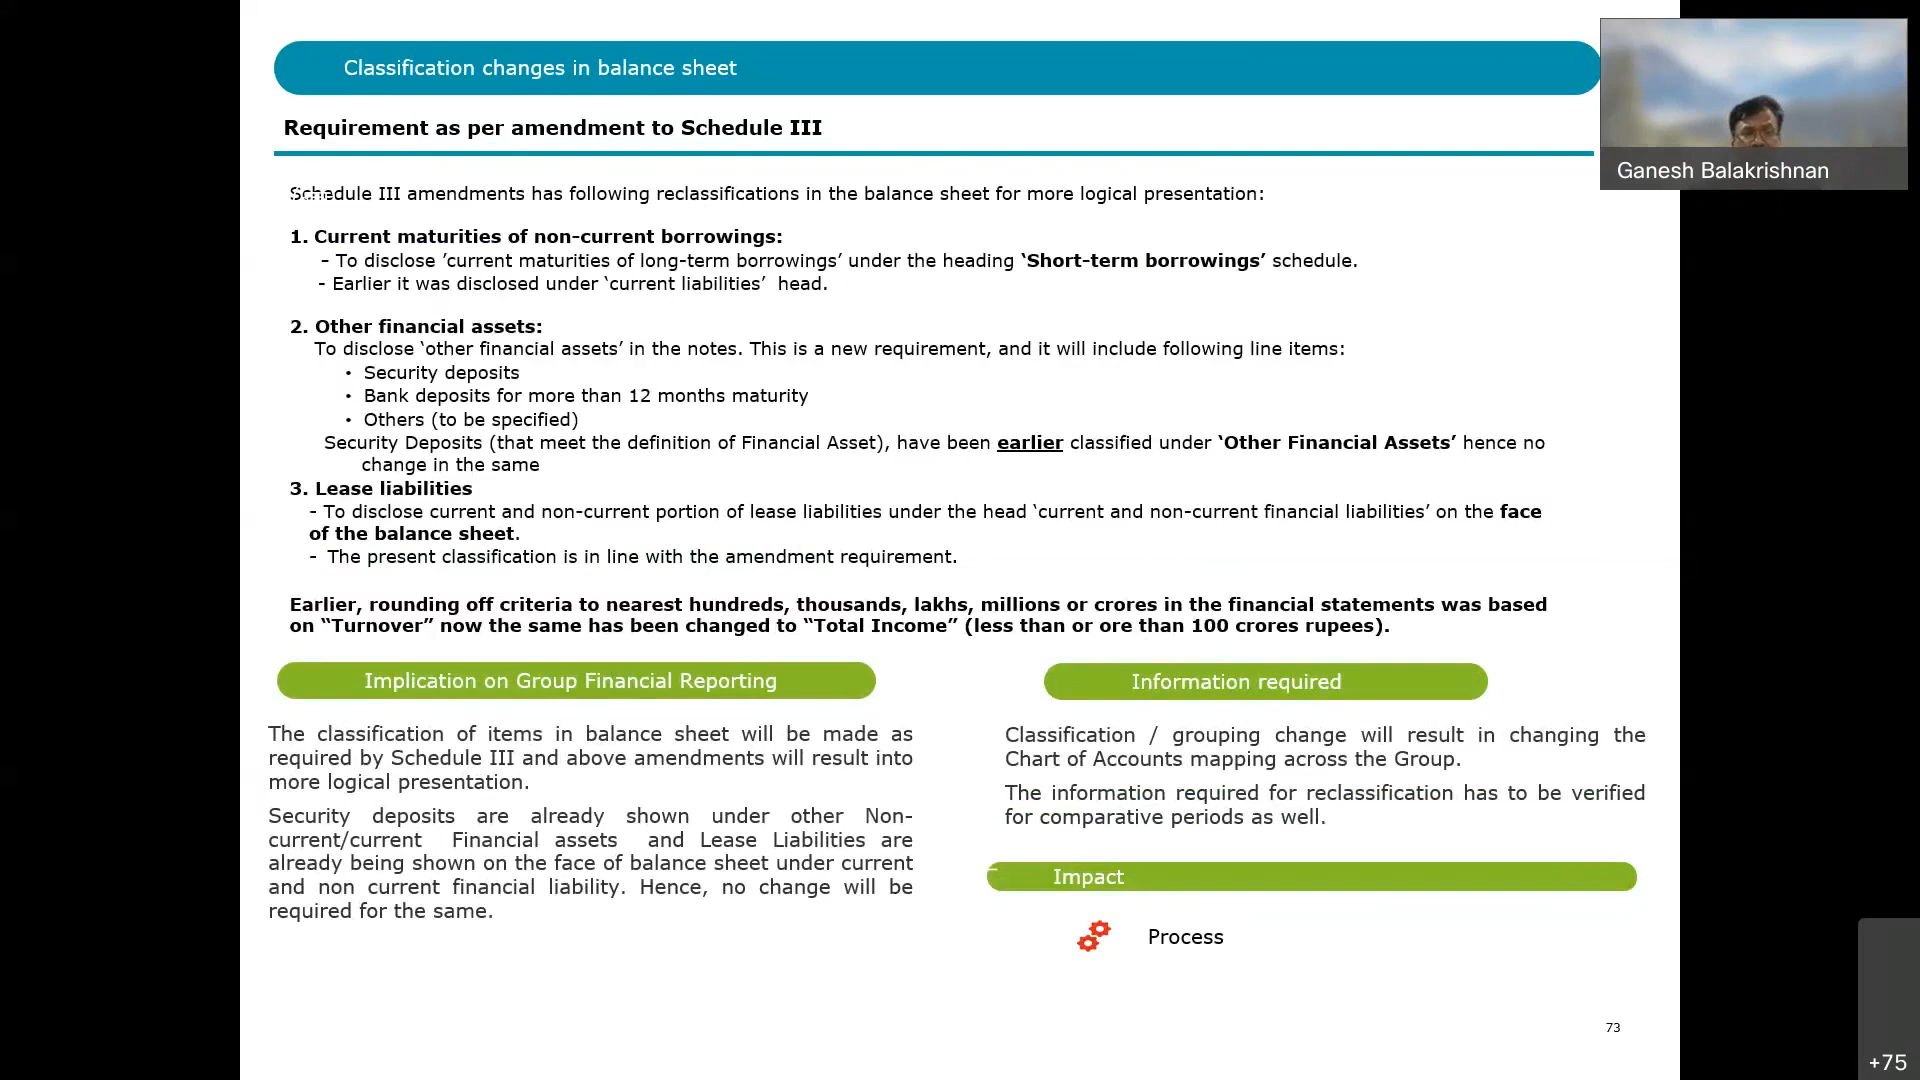 Classification changes in balance sheet
Ganesh Balakrishnan
Requirement as per amendment to Schedule III
Schedule III amendments has following reclassifications in the balance sheet for more logical presentation:
1. Current maturities of non-current borrowings:
– To disclose ’current maturities of long-term borrowings’ under the heading ‘Short-term borrowings’ schedule.
- Earlier it was disclosed under ‘current liabilities’ head.
2. Other financial assets:
To disclose ‘other financial assets’ in the notes. This is a new requirement, and it will include following line items:
• Security deposits
• Bank deposits for more than 12 months maturity
• Others (to be specified)
Security Deposits (that meet the definition of Financial Asset), have been earlier classified under ‘Other Financial Assets’ hence no
change in the same
3. Lease liabilities
- To disclose current and non-current portion of lease liabilities under the head ‘current and non-current financial liabilities’ on the face
of the balance sheet.
- The present classification is in line with the amendment requirement.
Earlier, rounding off criteria to nearest hundreds, thousands, lakhs, millions or crores in the financial statements was based
on “Turnover” now the same has been changed to “Total Income” (less than or ore than 100 crores rupees).
Implication on Group Financial Reporting
The classification of items in balance sheet will be made as
required by Schedule III and above amendments will result into
more logical presentation.
Security deposits are already shown under other Non-
current/current Financial assets and Lease Liabilities are
already being shown on the face of balance sheet under current
and non current financial liability. Hence, no change will be
required for the same.
Information required
Classification / grouping change will result in changing the
Chart of Accounts mapping across the Group.
The information required for reclassification has to be verified
for comparative periods as well.
Impact
Process
73
+75